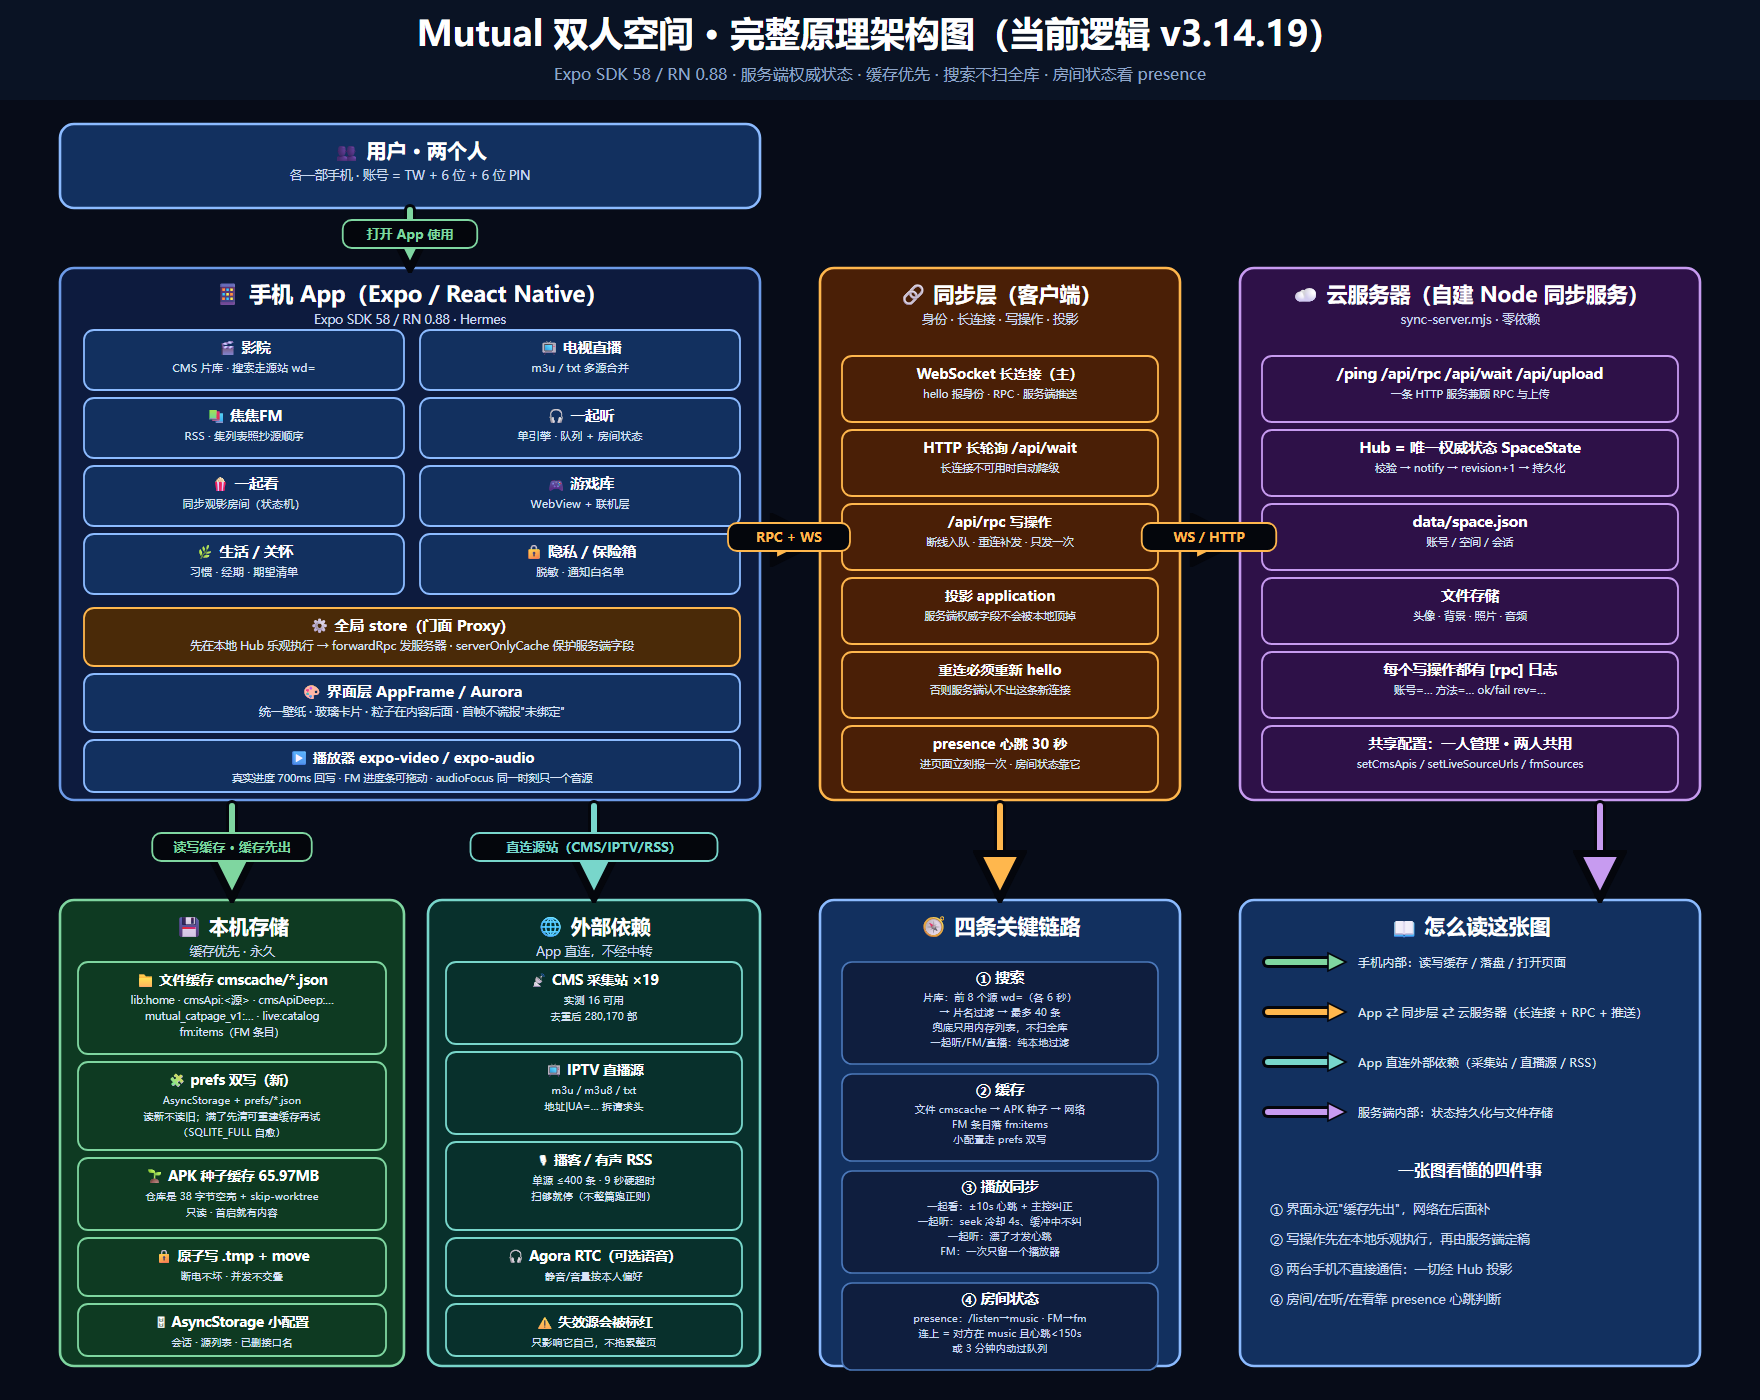 Mutual 双人空间 · 完整原理架构图（当前逻辑 v3.14.19）
Expo SDK 58 / RN 0.88 · 服务端权威状态 · 缓存优先 · 搜索不扫全库 · 房间状态看 presence
用户 · 两个人
各一部手机 · 账号 = TW + 6 位 + 6 位 PIN
打开 App 使用
手机 App（Expo / React Native）
Expo SDK 58 / RN 0.88 · Hermes
影院
CMS 片库 · 搜索走源站 wd=
电视直播
m3u / txt 多源合并
焦焦FM
RSS · 集列表照抄源顺序
一起听
单引擎 · 队列 + 房间状态
一起看
同步观影房间（状态机）
游戏库
WebView + 联机层
生活 / 关怀
习惯 · 经期 · 期望清单
隐私 / 保险箱
脱敏 · 通知白名单
全局 store（门面 Proxy）
先在本地 Hub 乐观执行 → forwardRpc 发服务器 · serverOnlyCache 保护服务端字段
界面层 AppFrame / Aurora
统一壁纸 · 玻璃卡片 · 粒子在内容后面 · 首帧不谎报"未绑定"
播放器 expo-video / expo-audio
真实进度 700ms 回写 · FM 进度条可拖动 · audioFocus 同一时刻只一个音源
RPC + WS
同步层（客户端）
身份 · 长连接 · 写操作 · 投影
WebSocket 长连接（主）
hello 报身份 · RPC · 服务端推送
HTTP 长轮询 /api/wait
长连接不可用时自动降级
/api/rpc 写操作
断线入队 · 重连补发 · 只发一次
投影 application
服务端权威字段不会被本地顶掉
重连必须重新 hello
否则服务端认不出这条新连接
presence 心跳 30 秒
进页面立刻报一次 · 房间状态靠它
WS / HTTP
云服务器（自建 Node 同步服务）
sync-server.mjs · 零依赖
/ping /api/rpc /api/wait /api/upload
一条 HTTP 服务兼顾 RPC 与上传
Hub = 唯一权威状态 SpaceState
校验 → notify → revision+1 → 持久化
data/space.json
账号 / 空间 / 会话
文件存储
头像 · 背景 · 照片 · 音频
每个写操作都有 [rpc] 日志
账号=… 方法=… ok/fail rev=…
共享配置：一人管理 · 两人共用
setCmsApis / setLiveSourceUrls / fmSources
读写缓存 · 缓存先出
直连源站（CMS/IPTV/RSS）
本机存储
缓存优先 · 永久
文件缓存 cmscache/*.json
lib:home · cmsApi:<源> · cmsApiDeep:…
mutual_catpage_v1:… · live:catalog
fm:items（FM 条目）
prefs 双写（新）
AsyncStorage + prefs/*.json
读新不读旧；满了先清可重建缓存再试
（SQLITE_FULL 自愈）
APK 种子缓存 65.97MB
仓库是 38 字节空壳 + skip-worktree
只读 · 首启就有内容
原子写 .tmp + move
断电不坏 · 并发不交叠
AsyncStorage 小配置
会话 · 源列表 · 已删接口名
外部依赖
App 直连，不经中转
CMS 采集站 ×19
实测 16 可用
去重后 280,170 部
IPTV 直播源
m3u / m3u8 / txt
地址|UA=… 拆请求头
播客 / 有声 RSS
单源 ≤400 条 · 9 秒硬超时
扫够就停（不整篇跑正则）
Agora RTC（可选语音）
静音/音量按本人偏好
失效源会被标红
只影响它自己，不拖累整页
四条关键链路
① 搜索
片库：前 8 个源 wd=（各 6 秒）
→ 片名过滤 → 最多 40 条
兜底只用内存列表，不扫全库
一起听/FM/直播：纯本地过滤
② 缓存
文件 cmscache → APK 种子 → 网络
FM 条目落 fm:items
小配置走 prefs 双写
③ 播放同步
一起看：±10s 心跳 + 主控纠正
一起听：seek 冷却 4s、缓冲中不纠
一起听：漂了才发心跳
FM：一次只留一个播放器
④ 房间状态
presence：/listen→music · FM→fm
连上 = 对方在 music 且心跳<150s
或 3 分钟内动过队列
怎么读这张图
手机内部：读写缓存 / 落盘 / 打开页面
App ⇄ 同步层 ⇄ 云服务器（长连接 + RPC + 推送）
App 直连外部依赖（采集站 / 直播源 / RSS）
服务端内部：状态持久化与文件存储
一张图看懂的四件事
① 界面永远"缓存先出"，网络在后面补
② 写操作先在本地乐观执行，再由服务端定稿
③ 两台手机不直接通信：一切经 Hub 投影
④ 房间/在听/在看靠 presence 心跳判断